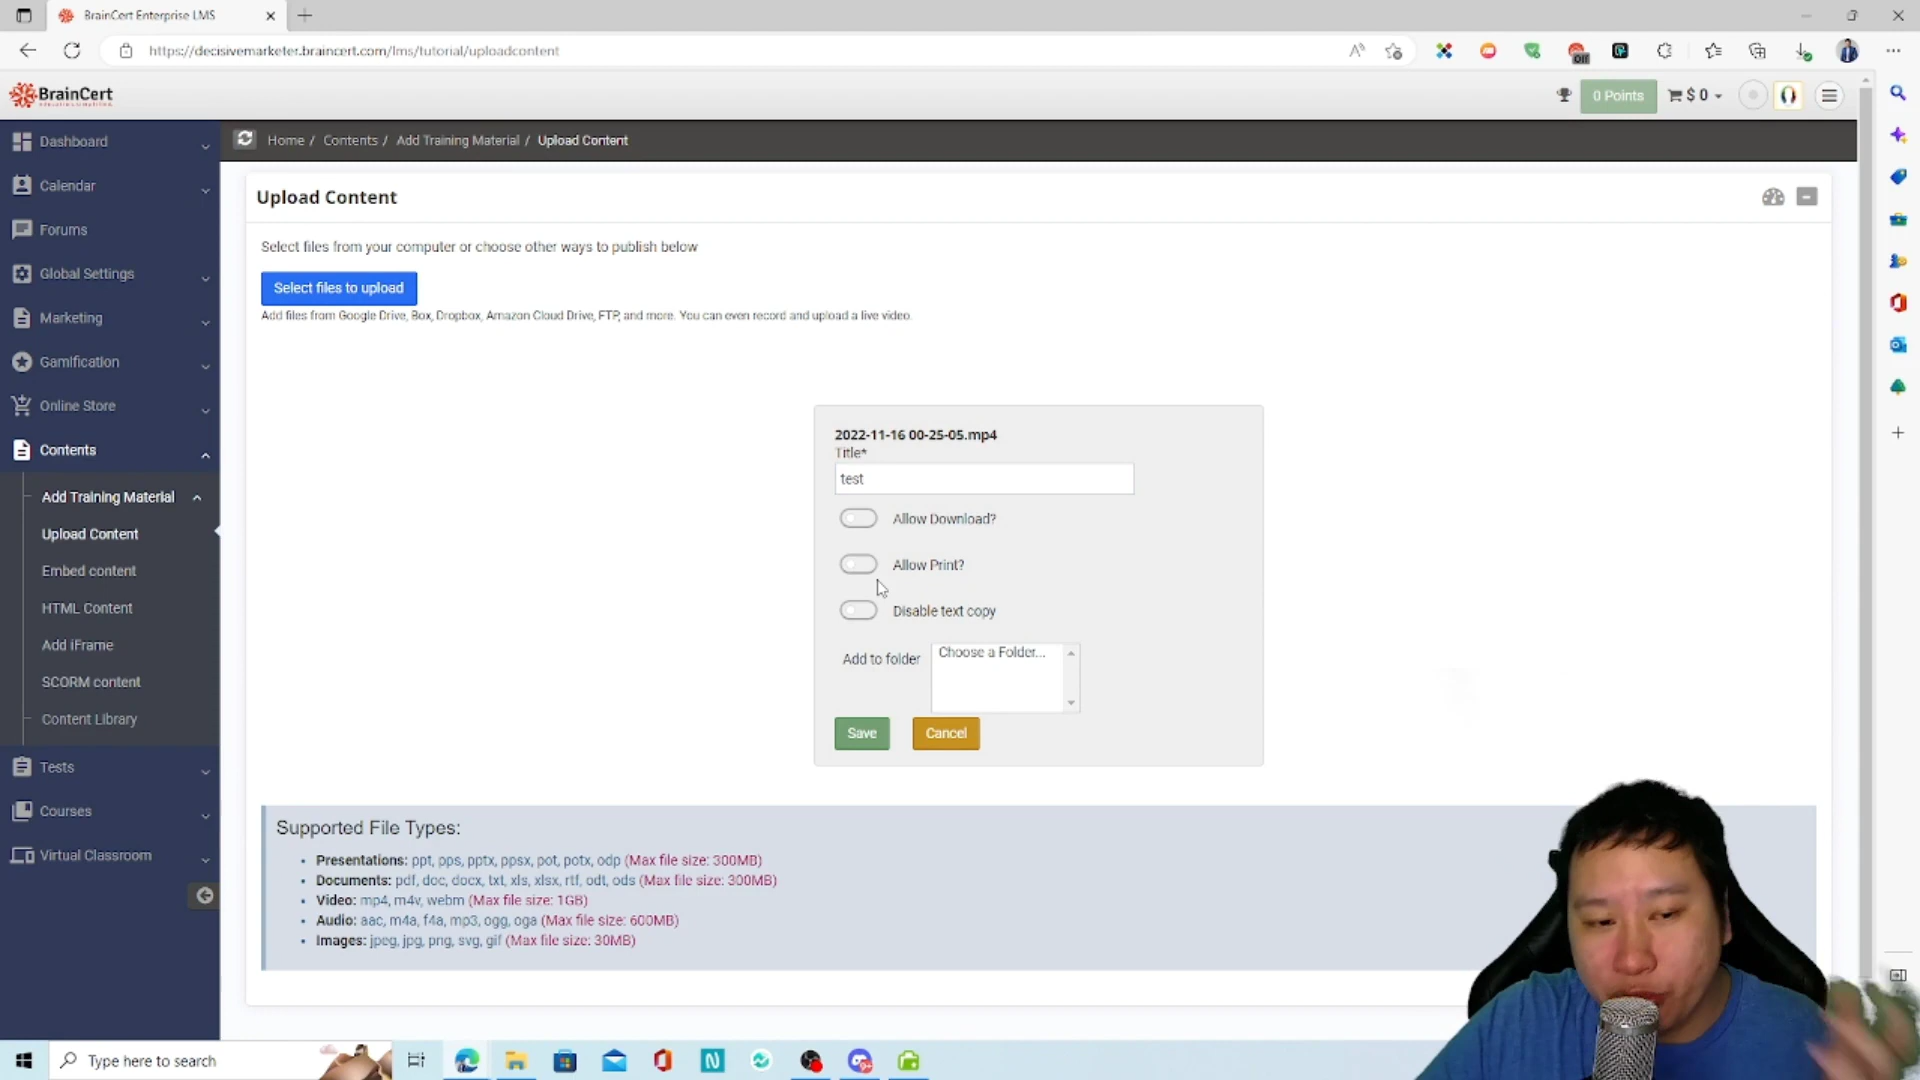 BrainCert Enterprise LMS
https://decisivemarketer.braincert.com/lms/tutorial/uploadcontent
Off
BrainCert
0 Points
$ 0
Dashboard
Calendar
Forums
Global Settings
Marketing
Gamification
Online Store
Contents
Add Training Material
Upload Content
Embed content
HTML Content
Add iFrame
SCORM content
Content Library
Tests
Courses
Virtual Classroom
Home / Contents / Add Training Material / Upload Content
Upload Content
Select files from your computer or choose other ways to publish below
Select files to upload
Add files from Google Drive, Box, Dropbox, Amazon Cloud Drive, FTP, and more. You can even record and upload a live video.
2022-11-16 00-25-05.mp4
Title*
test
Allow Download?
Allow Print?
Disable text copy
Add to folder
Choose a Folder...
Save
Cancel
Supported File Types:
Presentations: ppt, pps, pptx, ppsx, pot, potx, odp (Max file size: 300MB)
Documents: pdf, doc, docx, txt, xls, xlsx, rtf, odt, ods (Max file size: 300MB)
Video: mp4, m4v, webm (Max file size: 1GB)
Audio: aac, m4a, f4a, mp3, ogg, oga (Max file size: 600MB)
Images: jpeg, jpg, png, svg, gif (Max file size: 30MB)
Type here to search